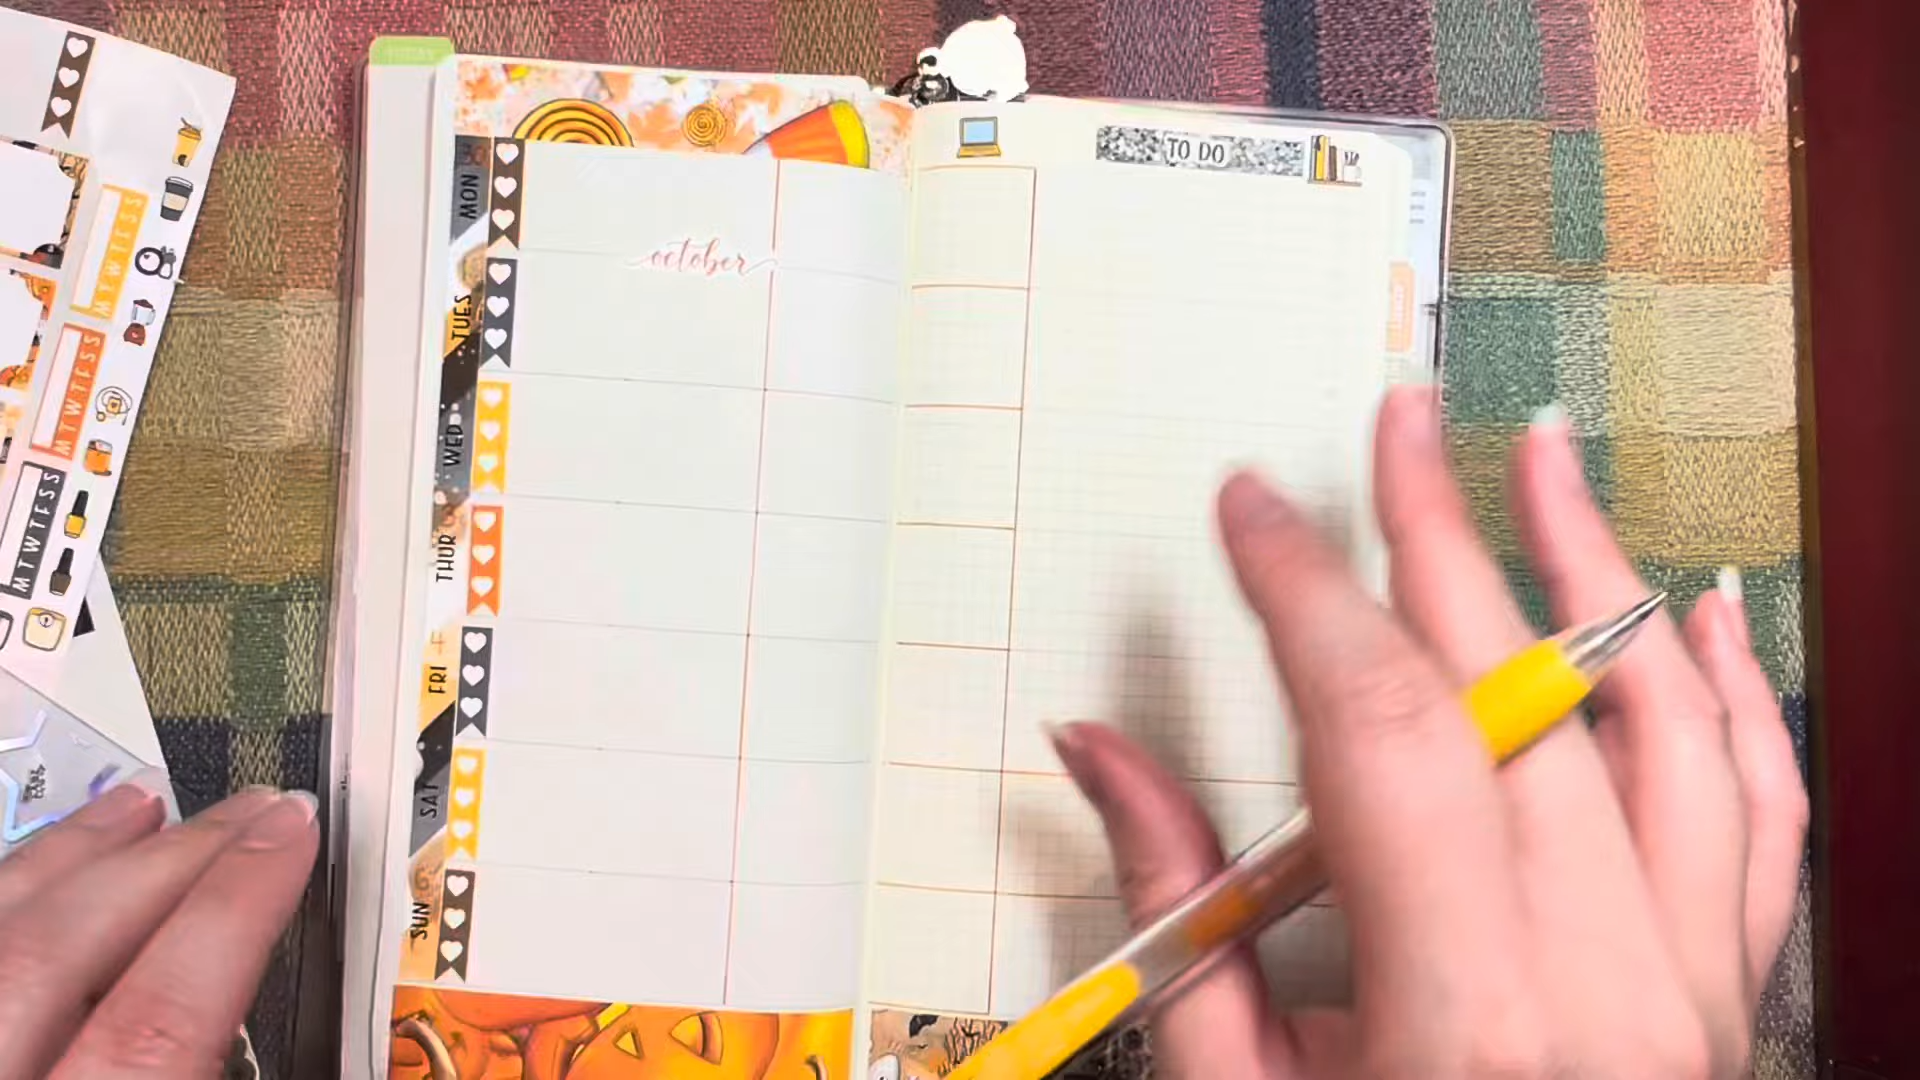 TO DO
MON
october
TUES
WED
THUR
FRI
SAT
SUN
MTWTFSS
MTWTFSS
MTWTFSS